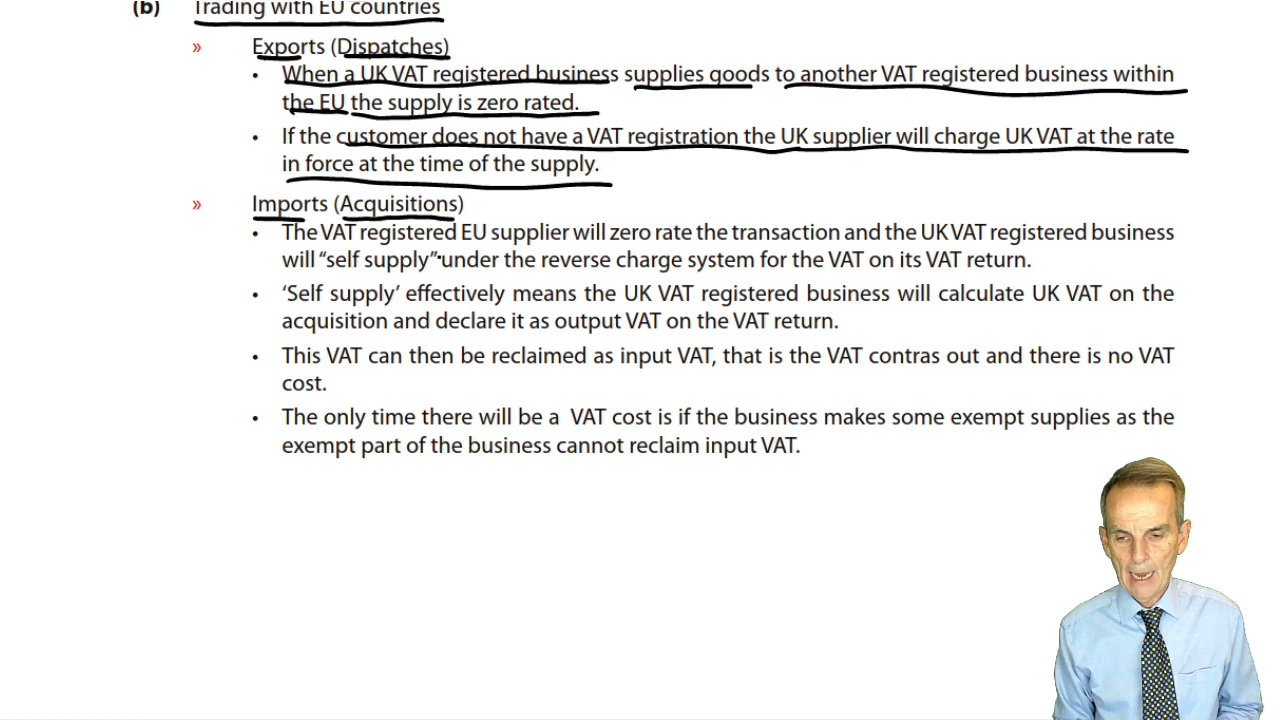 (b) Trading with EU countries
» Exports (Dispatches)
• When a UK VAT registered business supplies goods to another VAT registered business within
the EU the supply is zero rated.
• If the customer does not have a VAT registration the UK supplier will charge UK VAT at the rate
in force at the time of the supply.
» Imports (Acquisitions)
• The VAT registered EU supplier will zero rate the transaction and the UK VAT registered business
will “self supply” under the reverse charge system for the VAT on its VAT return.
• ‘Self supply’ effectively means the UK VAT registered business will calculate UK VAT on the
acquisition and declare it as output VAT on the VAT return.
• This VAT can then be reclaimed as input VAT, that is the VAT contras out and there is no VAT
cost.
• The only time there will be a VAT cost is if the business makes some exempt supplies as the
exempt part of the business cannot reclaim input VAT.